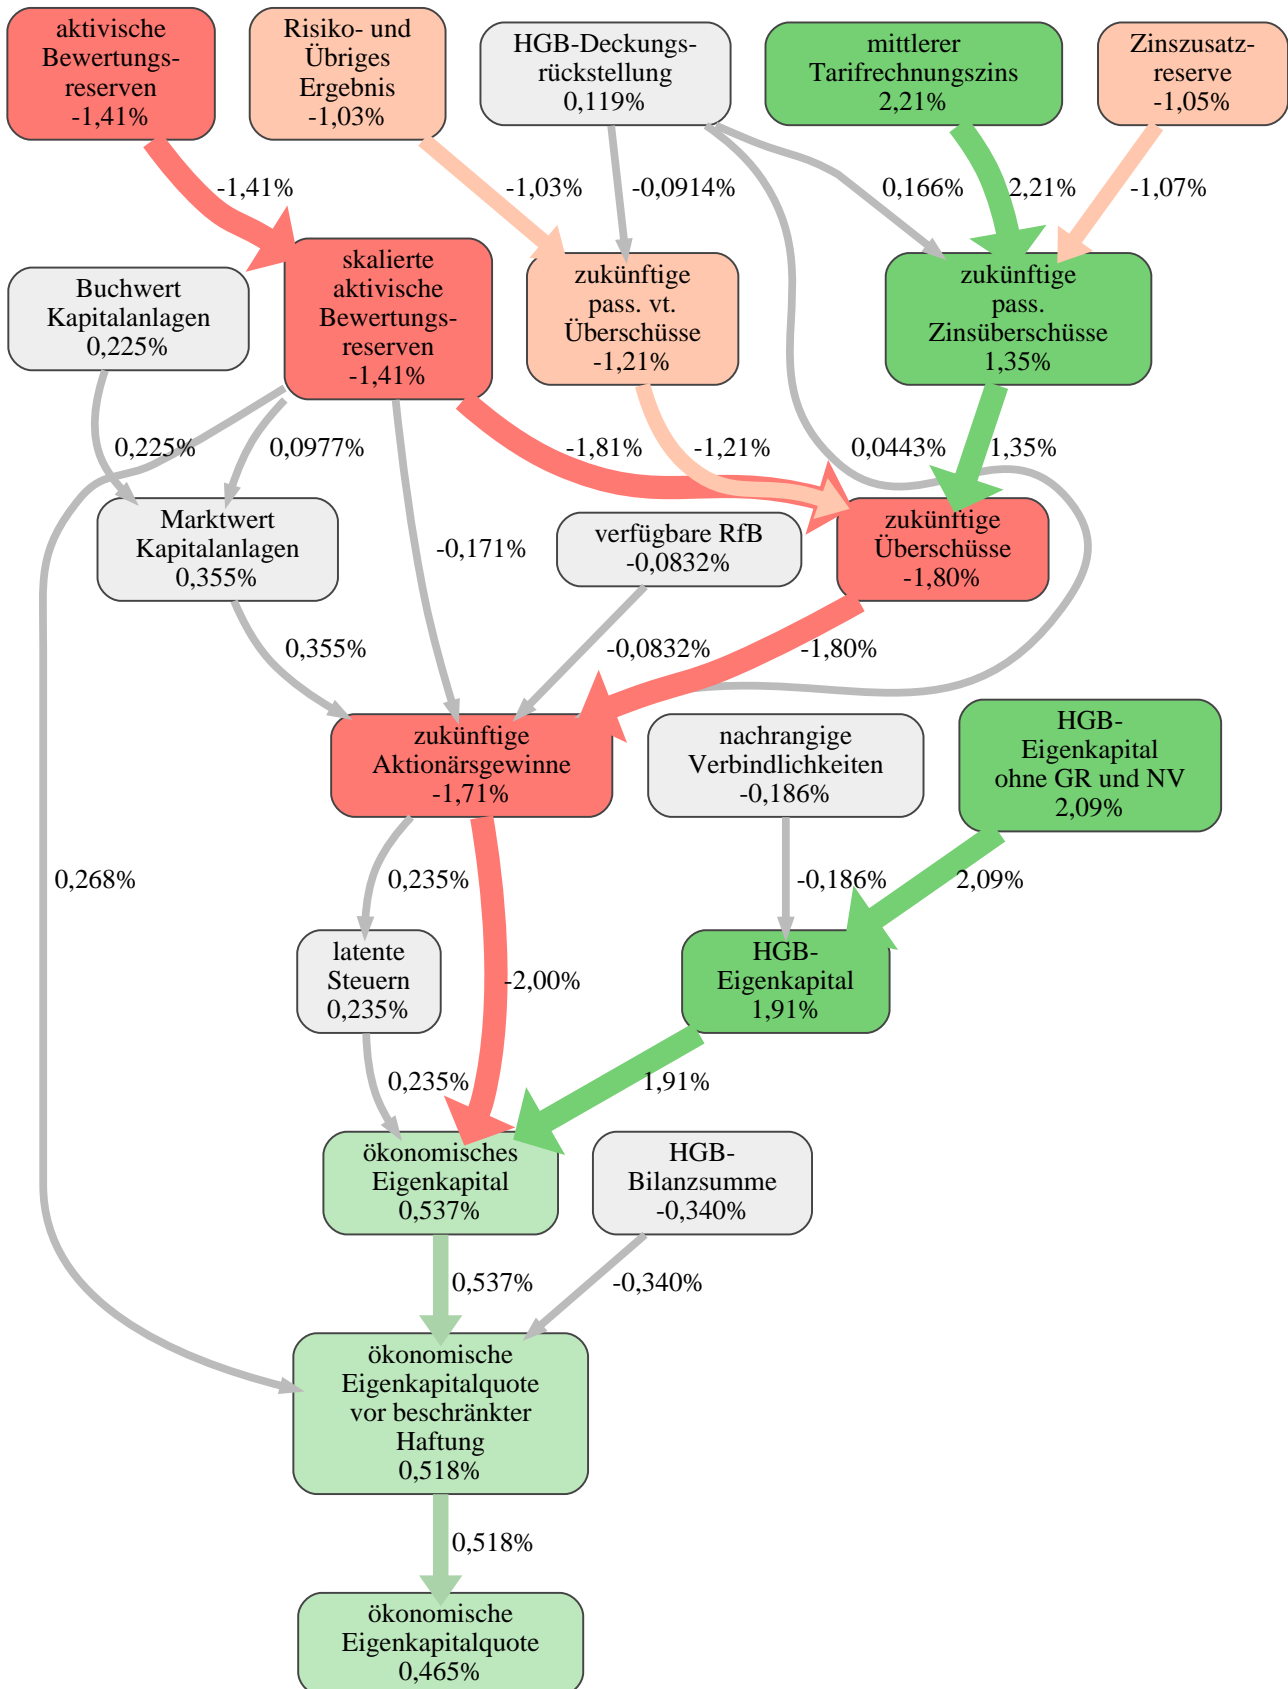 aktivische
Bewertungs-
reserven
-1,41%
Risiko- und
Übriges
Ergebnis
-1,03%
HGB-Deckungs-
rückstellung
0,119%
mittlerer
Tarifrechnungszins
2,21%
Zinszusatz-
reserve
-1,05%
-1,41%
-1,03%
-0,0914%
0,166%
2,21%
-1,07%
Buchwert
Kapitalanlagen
0,225%
skalierte
aktivische
Bewertungs-
reserven
-1,41%
zukünftige
pass. vt.
Überschüsse
-1,21%
zukünftige
pass.
Zinsüberschüsse
1,35%
0,225%
0,0977%
-1,81%
-1,21%
0,0443%
1,35%
Marktwert
Kapitalanlagen
0,355%
-0,171%
verfügbare RfB
-0,0832%
zukünftige
Überschüsse
-1,80%
0,355%
-0,0832%
-1,80%
zukünftige
Aktionärsgewinne
-1,71%
nachrangige
Verbindlichkeiten
-0,186%
HGB-
Eigenkapital
ohne GR und NV
2,09%
0,268%
0,235%
-0,186%
2,09%
latente
Steuern
0,235%
-2,00%
HGB-
Eigenkapital
1,91%
0,235%
1,91%
ökonomisches
Eigenkapital
0,537%
HGB-
Bilanzsumme
-0,340%
0,537%
-0,340%
ökonomische
Eigenkapitalquote
vor beschränkter
Haftung
0,518%
0,518%
ökonomische
Eigenkapitalquote
0,465%